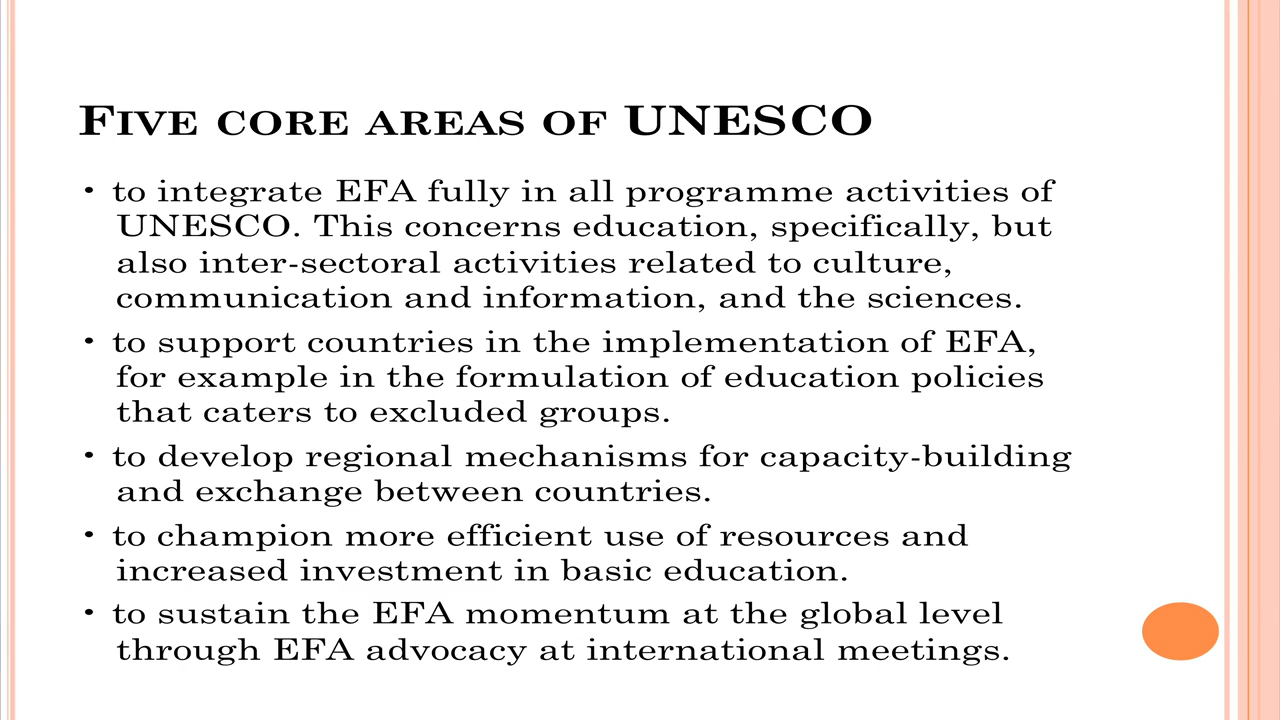 Five core areas of UNESCO
• to integrate EFA fully in all programme activities of
UNESCO. This concerns education, specifically, but
also inter-sectoral activities related to culture,
communication and information, and the sciences.
• to support countries in the implementation of EFA,
for example in the formulation of education policies
that caters to excluded groups.
• to develop regional mechanisms for capacity-building
and exchange between countries.
• to champion more efficient use of resources and
increased investment in basic education.
• to sustain the EFA momentum at the global level
through EFA advocacy at international meetings.